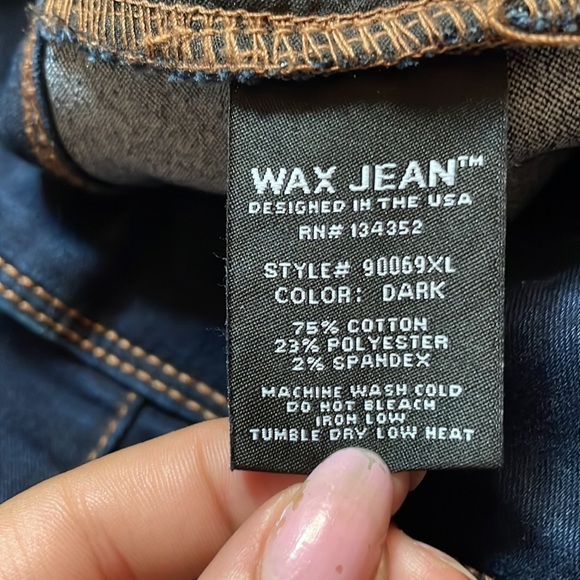 WAX JEAN™
DESIGNED IN THE USA
RN# 134352
STYLE# 90069XL
COLOR: DARK
75% COTTON
23% POLYESTER
2% SPANDEX
MACHINE WASH COLD
DO NOT BLEACH
IRON LOW
TUMBLE DRY LOW HEAT